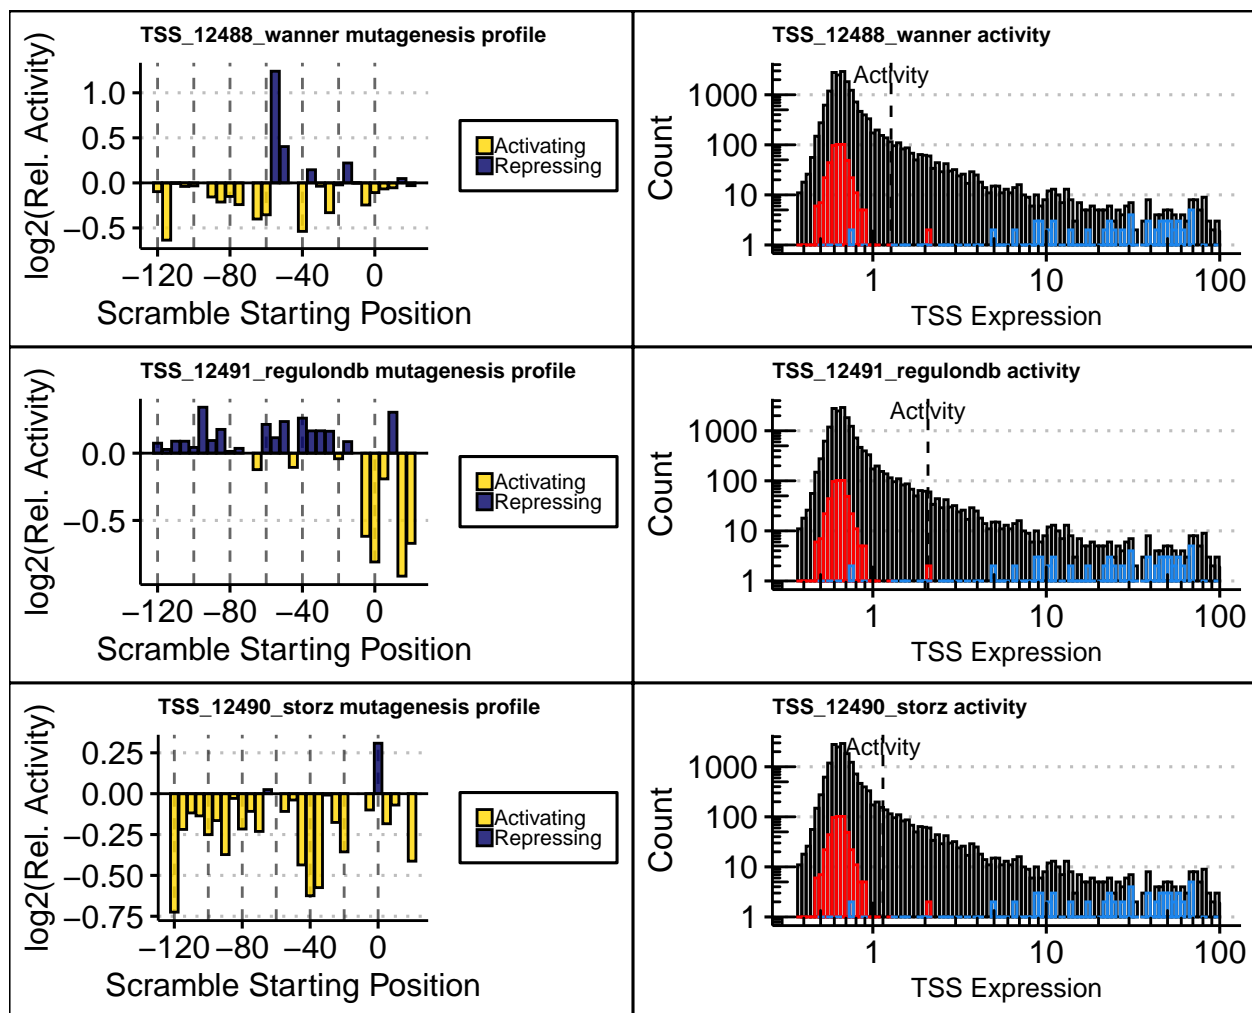 TSS_12488_wanner mutagenesis profile
log2(Rel. Activity)
1.0
0.5
0.0
−0.5
−120 −80 −40 0
Scramble Starting Position
Activating
Repressing
TSS_12488_wanner activity
Activity
Count
1000
100
10
1
1 10 100
TSS Expression
TSS_12491_regulondb mutagenesis profile
log2(Rel. Activity)
0.0
−0.5
−120 −80 −40 0
Scramble Starting Position
Activating
Repressing
TSS_12491_regulondb activity
Activity
Count
1000
100
10
1
1 10 100
TSS Expression
TSS_12490_storz mutagenesis profile
log2(Rel. Activity)
0.25
0.00
−0.25
−0.50
−0.75
−120 −80 −40 0
Scramble Starting Position
Activating
Repressing
TSS_12490_storz activity
Activity
Count
1000
100
10
1
1 10 100
TSS Expression